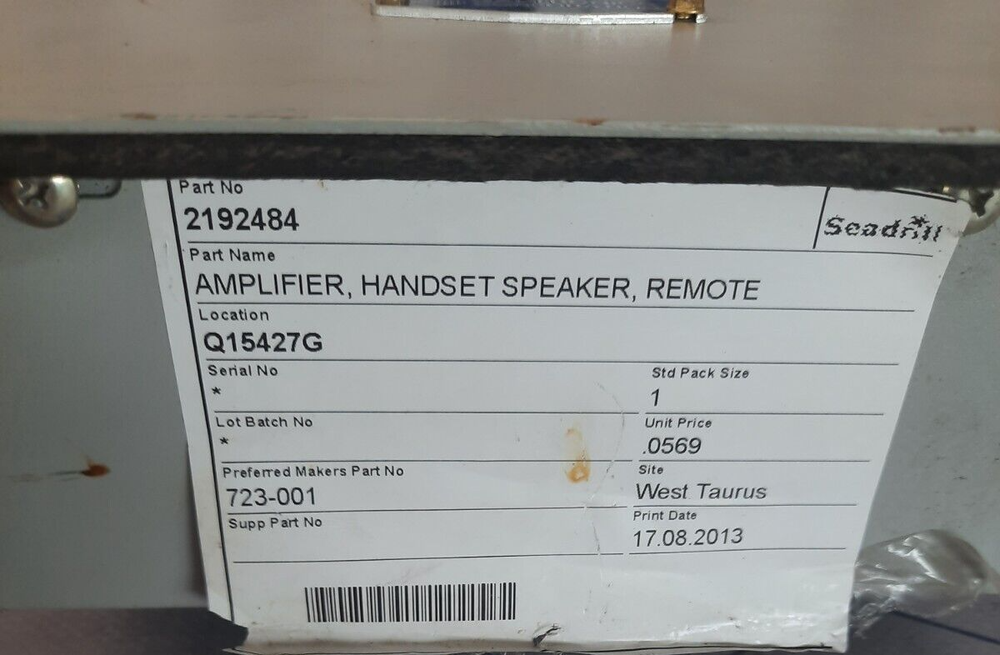 Part No
2192484
Seadrill
Part Name
AMPLIFIER, HANDSET SPEAKER, REMOTE
Location
Q15427G
Serial No
*
Std Pack Size
1
Lot Batch No
*
Unit Price
.0569
Preferred Makers Part No
723-001
Site
West Taurus
Supp Part No
Print Date
17.08.2013